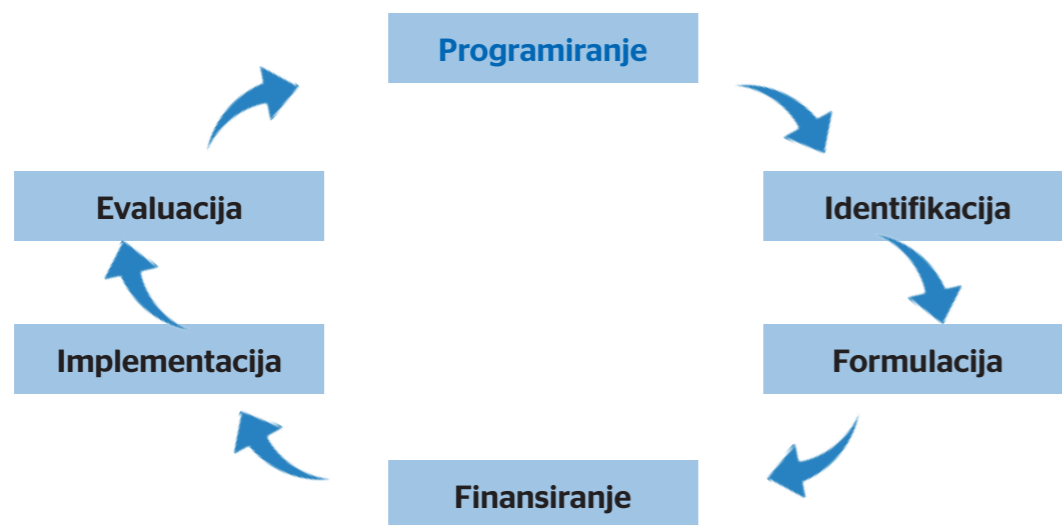 Programiranje
Evaluacija
Identifikacija
Implementacija
Formulacija
Finansiranje